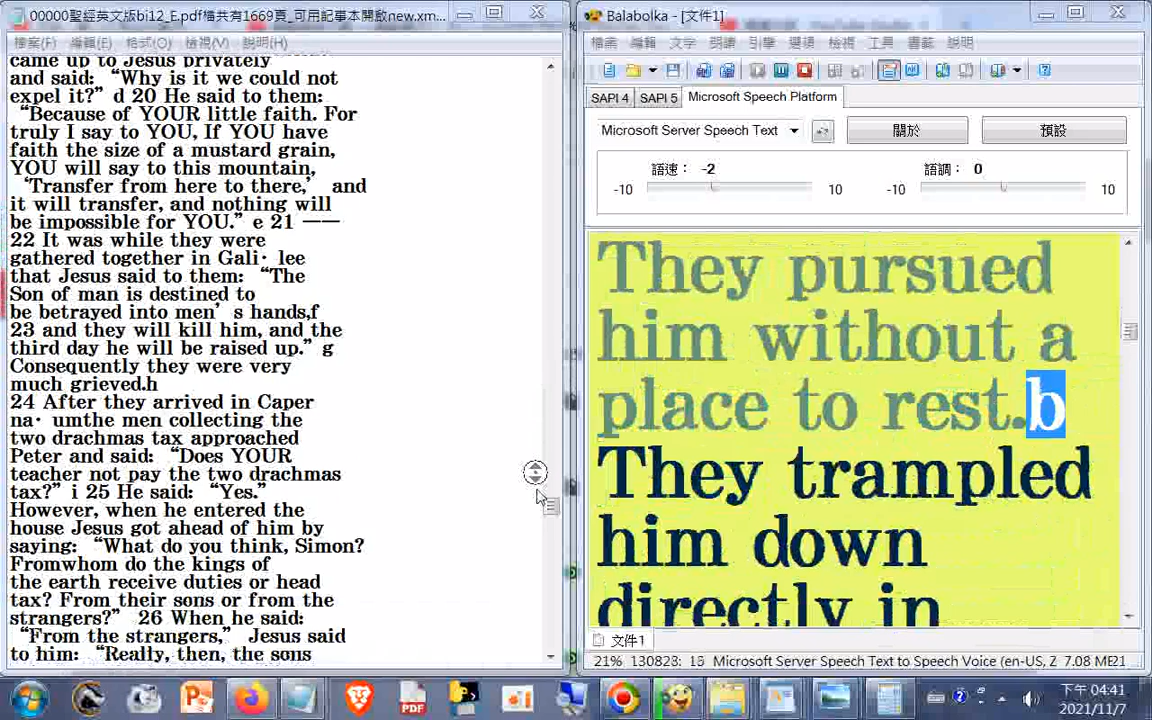 00000聖經英文版bi12_E.pdf檔共有1669頁_可用記事本開啟new.xm...
檔案(F) 編輯(E) 格式(O) 檢視(V) 說明(H)
came up to Jesus privately
and said: “Why is it we could not
expel it?” d 20 He said to them:
“Because of YOUR little faith. For
truly I say to YOU, If YOU have
faith the size of a mustard grain,
YOU will say to this mountain,
‘Transfer from here to there,’ and
it will transfer, and nothing will
be impossible for YOU.” e 21 ——
22 It was while they were
gathered together in Gali· lee
that Jesus said to them: “The
Son of man is destined to
be betrayed into men’ s hands,f
23 and they will kill him, and the
third day he will be raised up.” g
Consequently they were very
much grieved.h
24 After they arrived in Caper
na· umthe men collecting the
two drachmas tax approached
Peter and said: “Does YOUR
teacher not pay the two drachmas
tax?” i 25 He said: “Yes.”
However, when he entered the
house Jesus got ahead of him by
saying: “What do you think, Simon?
Fromwhom do the kings of
the earth receive duties or head
tax? From their sons or from the
strangers?” 26 When he said:
“From the strangers,” Jesus said
to him: “Really, then, the sons
Balabolka - [文件1]
檔案 編輯 文字 朗讀 引擎 選項 檢視 工具 書籤 說明
SAPI 4 SAPI 5 Microsoft Speech Platform
Microsoft Server Speech Text 關於 預設
語速： -2 語調： 0
-10 10 -10 10
They pursued
him without a
place to rest.b
They trampled
him down
directly in
文件1
21% 130823: 15 Microsoft Server Speech Text to Speech Voice (en-US, Z 7.08 ME21
PDF
下午 04:41
2021/11/7